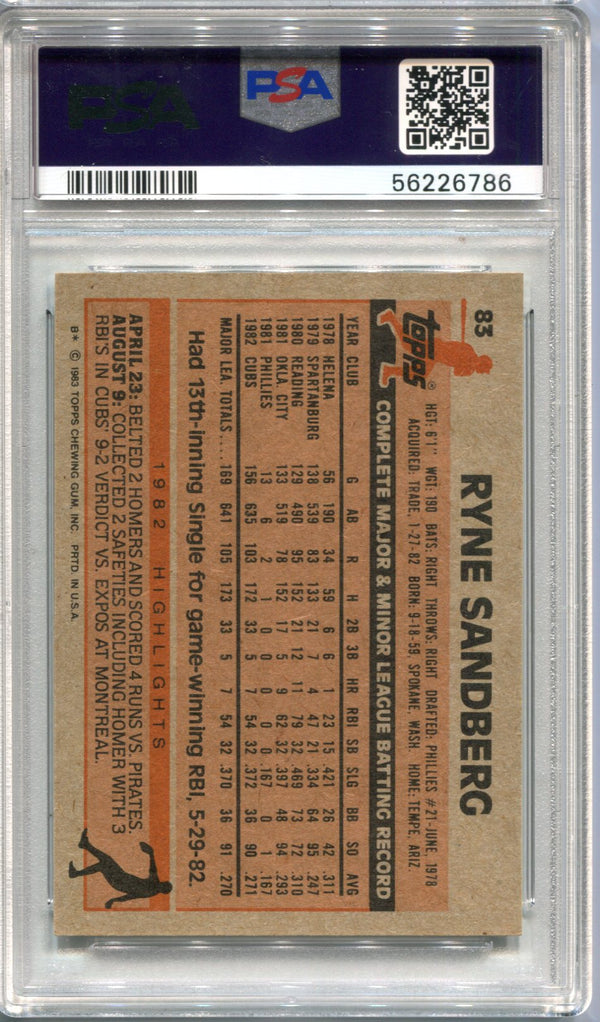 PSA
PSA
56226786
83
RYNE SANDBERG
topps®
HGT: 6'1" WGT: 190 BATS: RIGHT THROWS: RIGHT DRAFTED: PHILLIES #21-JUNE, 1978
ACQUIRED: TRADE, 1-27-82 BORN: 9-18-59, SPOKANE, WASH. HOME: TEMPE, ARIZ
COMPLETE MAJOR & MINOR LEAGUE BATTING RECORD
YEAR CLUB G AB R H 2B 3B HR RBI SB SLG BB SO AVG
1978 HELENA 56 190 34 59 6 6 1 23 15 .421 26 42 .311
1979 SPARTANBURG 138 539 83 133 21 7 4 47 21 .334 64 95 .247
1980 READING 129 490 95 152 21 12 11 79 32 .469 73 72 .310
1981 OKLA. CITY 133 519 78 152 17 5 9 62 32 .397 48 94 .293
1981 PHILLIES 13 6 2 1 0 0 0 0 0 .167 0 1 .167
1982 CUBS 156 635 103 172 33 5 7 54 32 .372 36 90 .271
MAJOR LEA. TOTALS.... 169 641 105 173 33 5 7 54 32 .370 36 91 .270
Had 13th-inning Single for game-winning RBI, 5-29-82.
1982 HIGHLIGHTS
APRIL 23: BELTED 2 HOMERS AND SCORED 4 RUNS VS. PIRATES.
AUGUST 9: COLLECTED 2 SAFETIES INCLUDING HOMER WITH 3
RBI'S IN CUBS' 9-2 VERDICT VS. EXPOS AT MONTREAL.
B* © 1983 TOPPS CHEWING GUM, INC. PRTD. IN U.S.A.